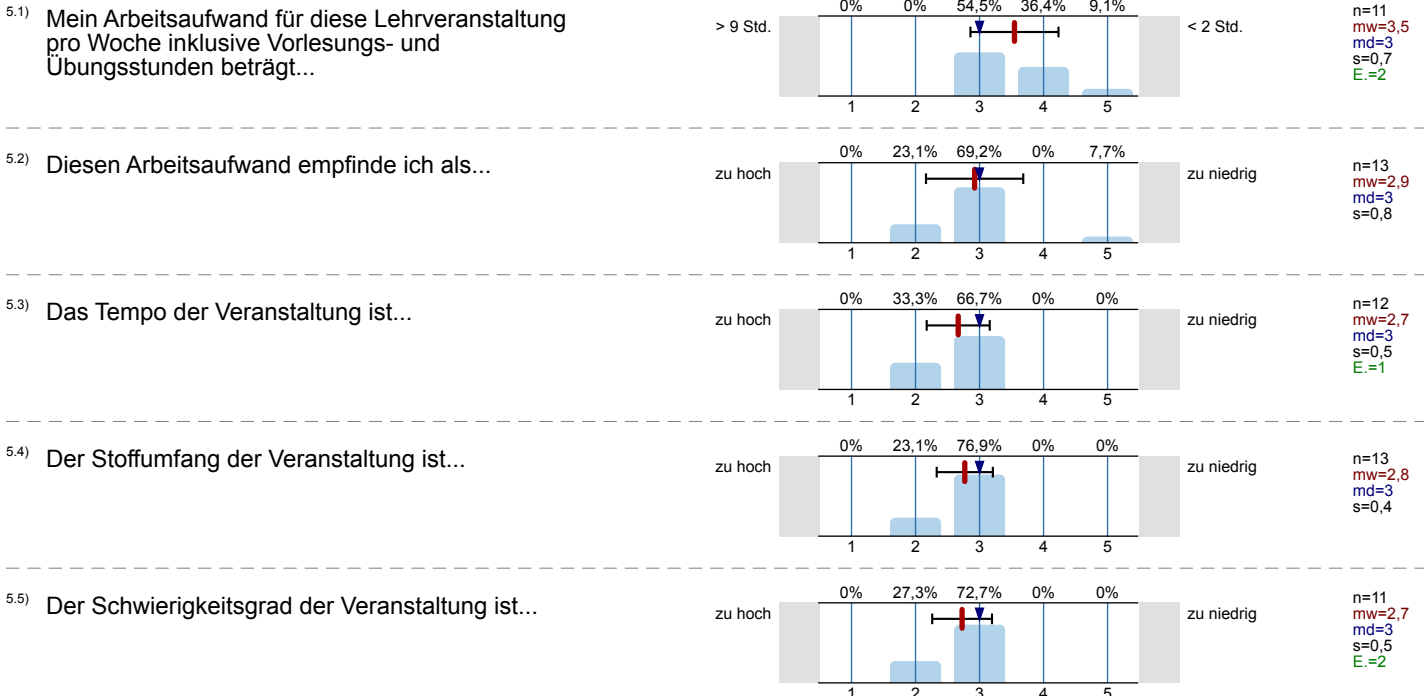 5.1) Mein Arbeitsaufwand für diese Lehrveranstaltung
pro Woche inklusive Vorlesungs- und
Übungsstunden beträgt...
0% 0% 54,5% 36,4% 9,1%
> 9 Std. < 2 Std.
1 2 3 4 5
n=11
mw=3,5
md=3
s=0,7
E.=2
5.2) Diesen Arbeitsaufwand empfinde ich als...
0% 23,1% 69,2% 0% 7,7%
zu hoch zu niedrig
1 2 3 4 5
n=13
mw=2,9
md=3
s=0,8
5.3) Das Tempo der Veranstaltung ist...
0% 33,3% 66,7% 0% 0%
zu hoch zu niedrig
1 2 3 4 5
n=12
mw=2,7
md=3
s=0,5
E.=1
5.4) Der Stoffumfang der Veranstaltung ist...
0% 23,1% 76,9% 0% 0%
zu hoch zu niedrig
1 2 3 4 5
n=13
mw=2,8
md=3
s=0,4
5.5) Der Schwierigkeitsgrad der Veranstaltung ist...
0% 27,3% 72,7% 0% 0%
zu hoch zu niedrig
1 2 3 4 5
n=11
mw=2,7
md=3
s=0,5
E.=2